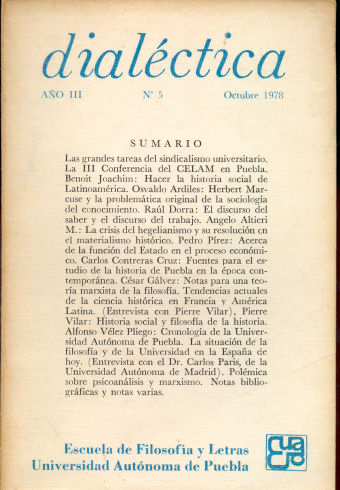 dialéctica
AÑO III Nº 5 Octubre 1978
SUMARIO
Las grandes tareas del sindicalismo universitario.
La III Conferencia del CELAM en Puebla.
Benoit Joachim: Hacer la historia social de
Latinoamérica. Osvaldo Ardiles: Herbert Mar-
cuse y la problemática original de la sociología
del conocimiento. Raúl Dorra: El discurso del
saber y el discurso del trabajo. Angelo Altieri
M.: La crisis del hegelianismo y su resolución en
el materialismo histórico. Pedro Pírez: Acerca
de la función del Estado en el proceso económi-
co. Carlos Contreras Cruz: Fuentes para el es-
tudio de la historia de Puebla en la época con-
temporánea. César Gálvez: Notas para una teo-
ría marxista de la filosofía. Tendencias actuales
de la ciencia histórica en Francia y América
Latina. (Entrevista con Pierre Vilar), Pierre
Vilar: Historia social y filosofía de la historia.
Alfonso Vélez Pliego: Cronología de la Univer-
sidad Autónoma de Puebla. La situación de la
filosofía y de la Universidad en la España de
hoy. (Entrevista con el Dr. Carlos París, de la
Universidad Autónoma de Madrid). Polémica
sobre psicoanálisis y marxismo. Notas biblio-
gráficas y notas varias.
Escuela de Filosofía y Letras
Universidad Autónoma de Puebla